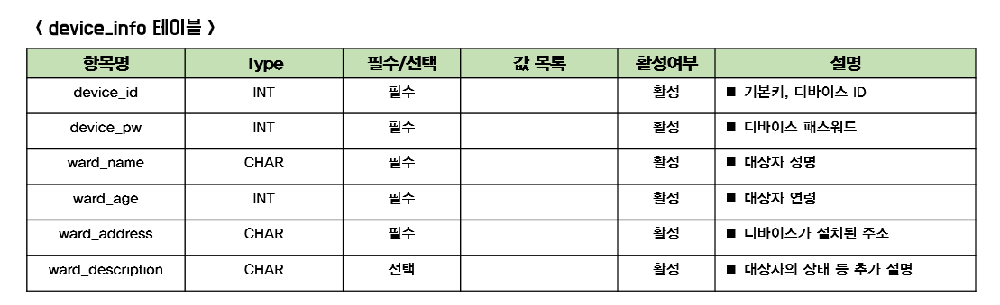 < device_info 테이블 >
항목명 Type 필수/선택 값 목록 활성여부 설명
device_id INT 필수 활성 ■ 기본키, 디바이스 ID
device_pw INT 필수 활성 ■ 디바이스 패스워드
ward_name CHAR 필수 활성 ■ 대상자 성명
ward_age INT 필수 활성 ■ 대상자 연령
ward_address CHAR 필수 활성 ■ 디바이스가 설치된 주소
ward_description CHAR 선택 활성 ■ 대상자의 상태 등 추가 설명